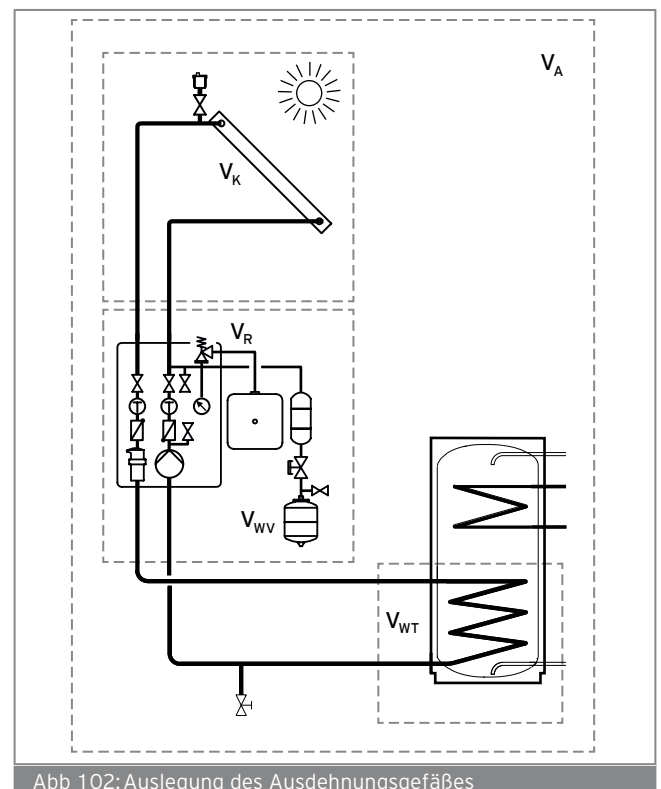 V_A
V_K
V_R
V_WV
V_WT
Abb 102: Auslegung des Ausdehnungsgefäßes